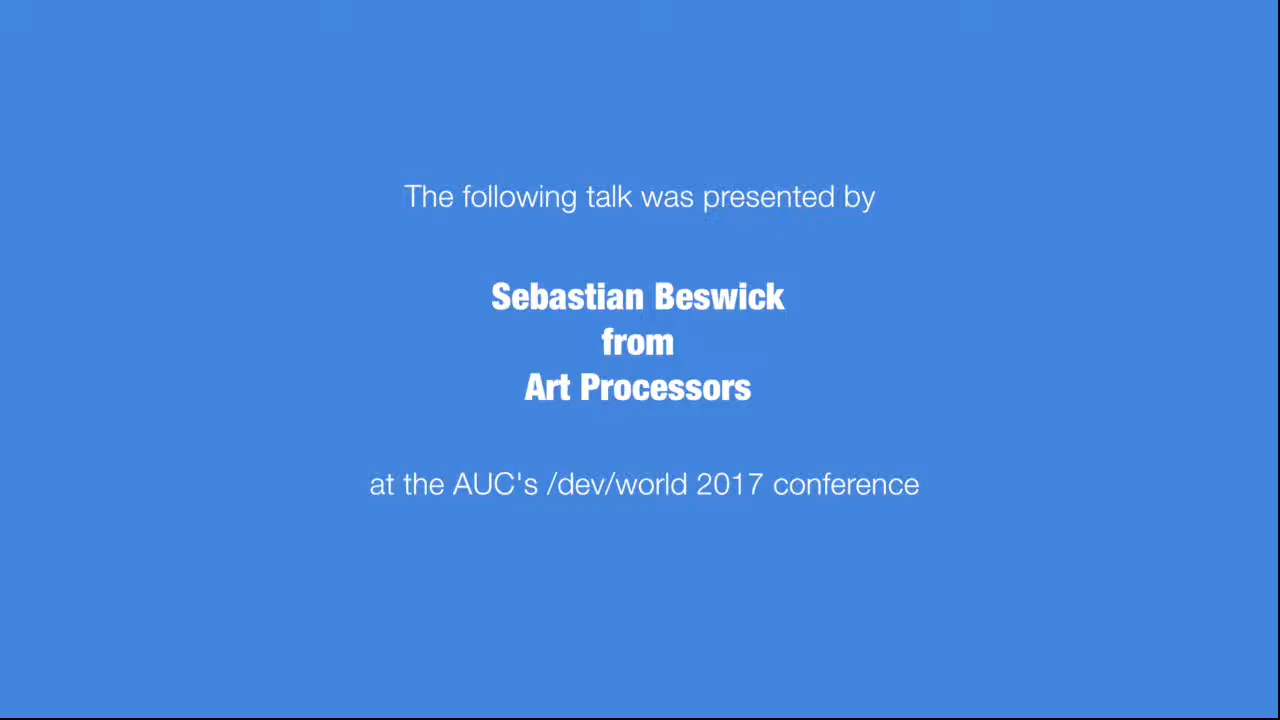 The following talk was presented by
Sebastian Beswick
from
Art Processors
at the AUC's /dev/world 2017 conference